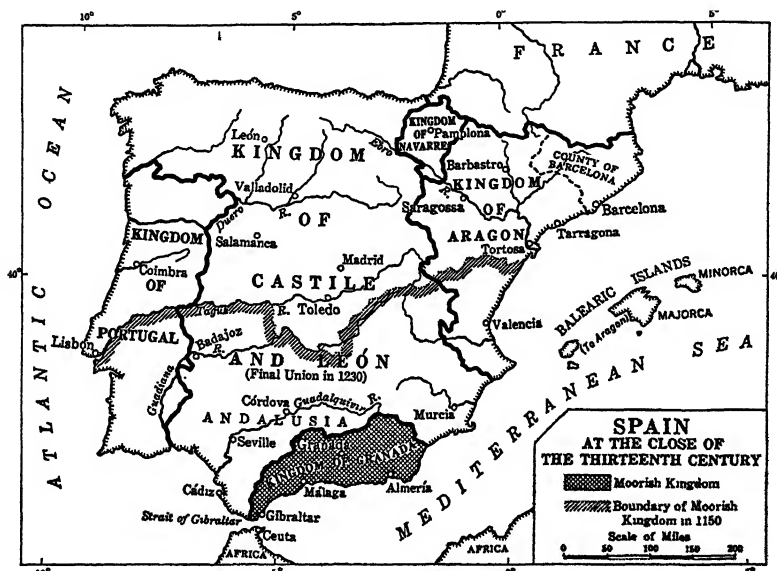 10° 5° 0° 5°
FRANCE
ATLANTIC OCEAN
León
KINGDOM
OF
CASTILE
AND LEÓN
(Final Union in 1230)
KINGDOM
OF
NAVARRE
Pamplona
Ebro
R.
Barbastro
COUNTY OF
BARCELONA
KINGDOM
OF
ARAGON
Saragossa
Barcelona
Tarragona
Tortosa
Valladolid
Duero
R.
Salamanca
Madrid
KINGDOM
OF
PORTUGAL
Coimbra
40°
Tagus
R.
Toledo
Lisbon
Badajoz
R.
Guadiana
Valencia
BALEARIC ISLANDS
(To Aragon)
MINORCA
MAJORCA
MEDITERRANEAN SEA
Córdova
Guadalquivir
R.
Murcia
ANDALUSIA
Seville
Granada
KINGDOM OF GRANADA
Cádiz
Málaga
Almería
Strait of Gibraltar
Gibraltar
Ceuta
AFRICA
AFRICA
SPAIN
AT THE CLOSE OF
THE THIRTEENTH CENTURY
Moorish Kingdom
Boundary of Moorish
Kingdom in 1150
Scale of Miles
0 50 100 150 200